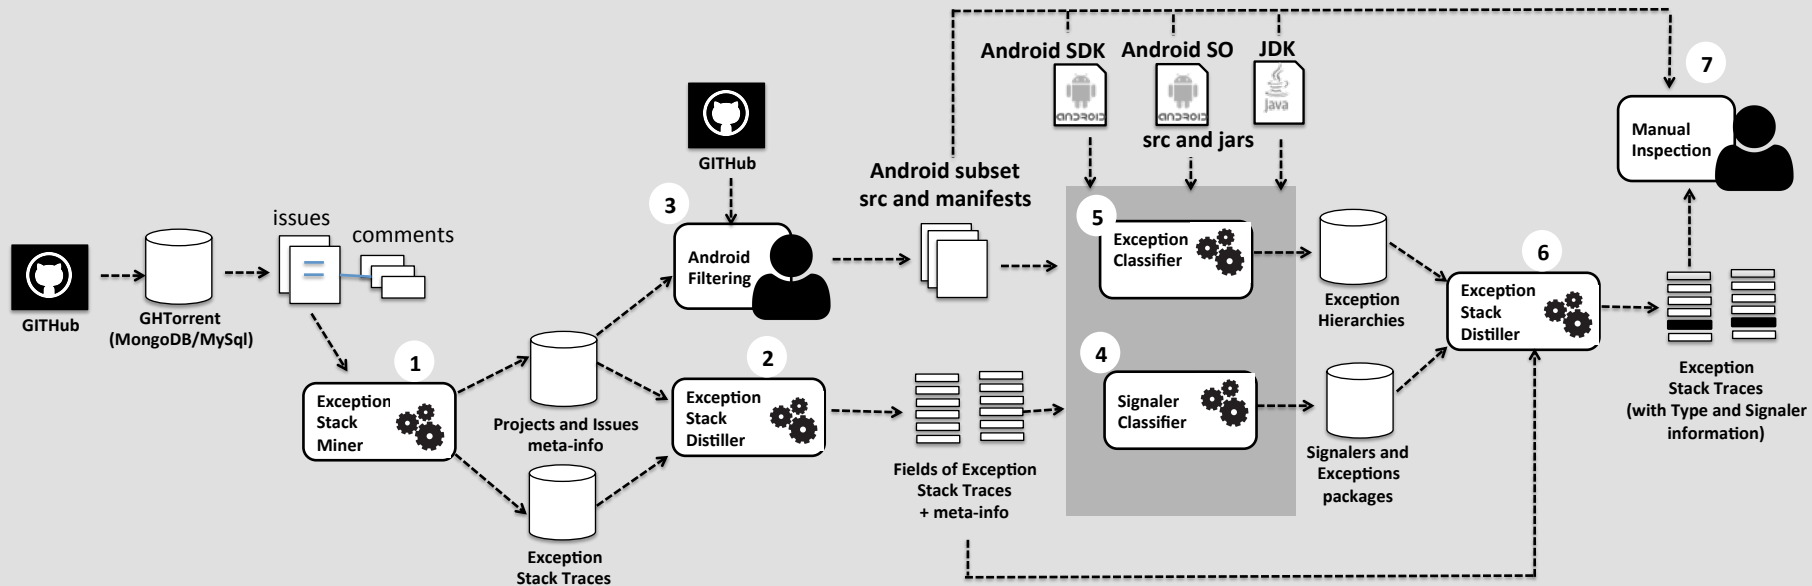 GITHub
GHTorrent
(MongoDB/MySql)
issues
comments
1
Exception
Stack
Miner
Projects and Issues
meta-info
Exception
Stack Traces
GITHub
3
Android
Filtering
2
Exception
Stack
Distiller
Android subset
src and manifests
Fields of Exception
Stack Traces
+ meta-info
Android SDK
ANDROID
Android SO
ANDROID
JDK
Java
src and jars
5
Exception
Classifier
4
Signaler
Classifier
Exception
Hierarchies
Signalers and
Exceptions
packages
6
Exception
Stack
Distiller
7
Manual
Inspection
Exception
Stack Traces
(with Type and Signaler
information)